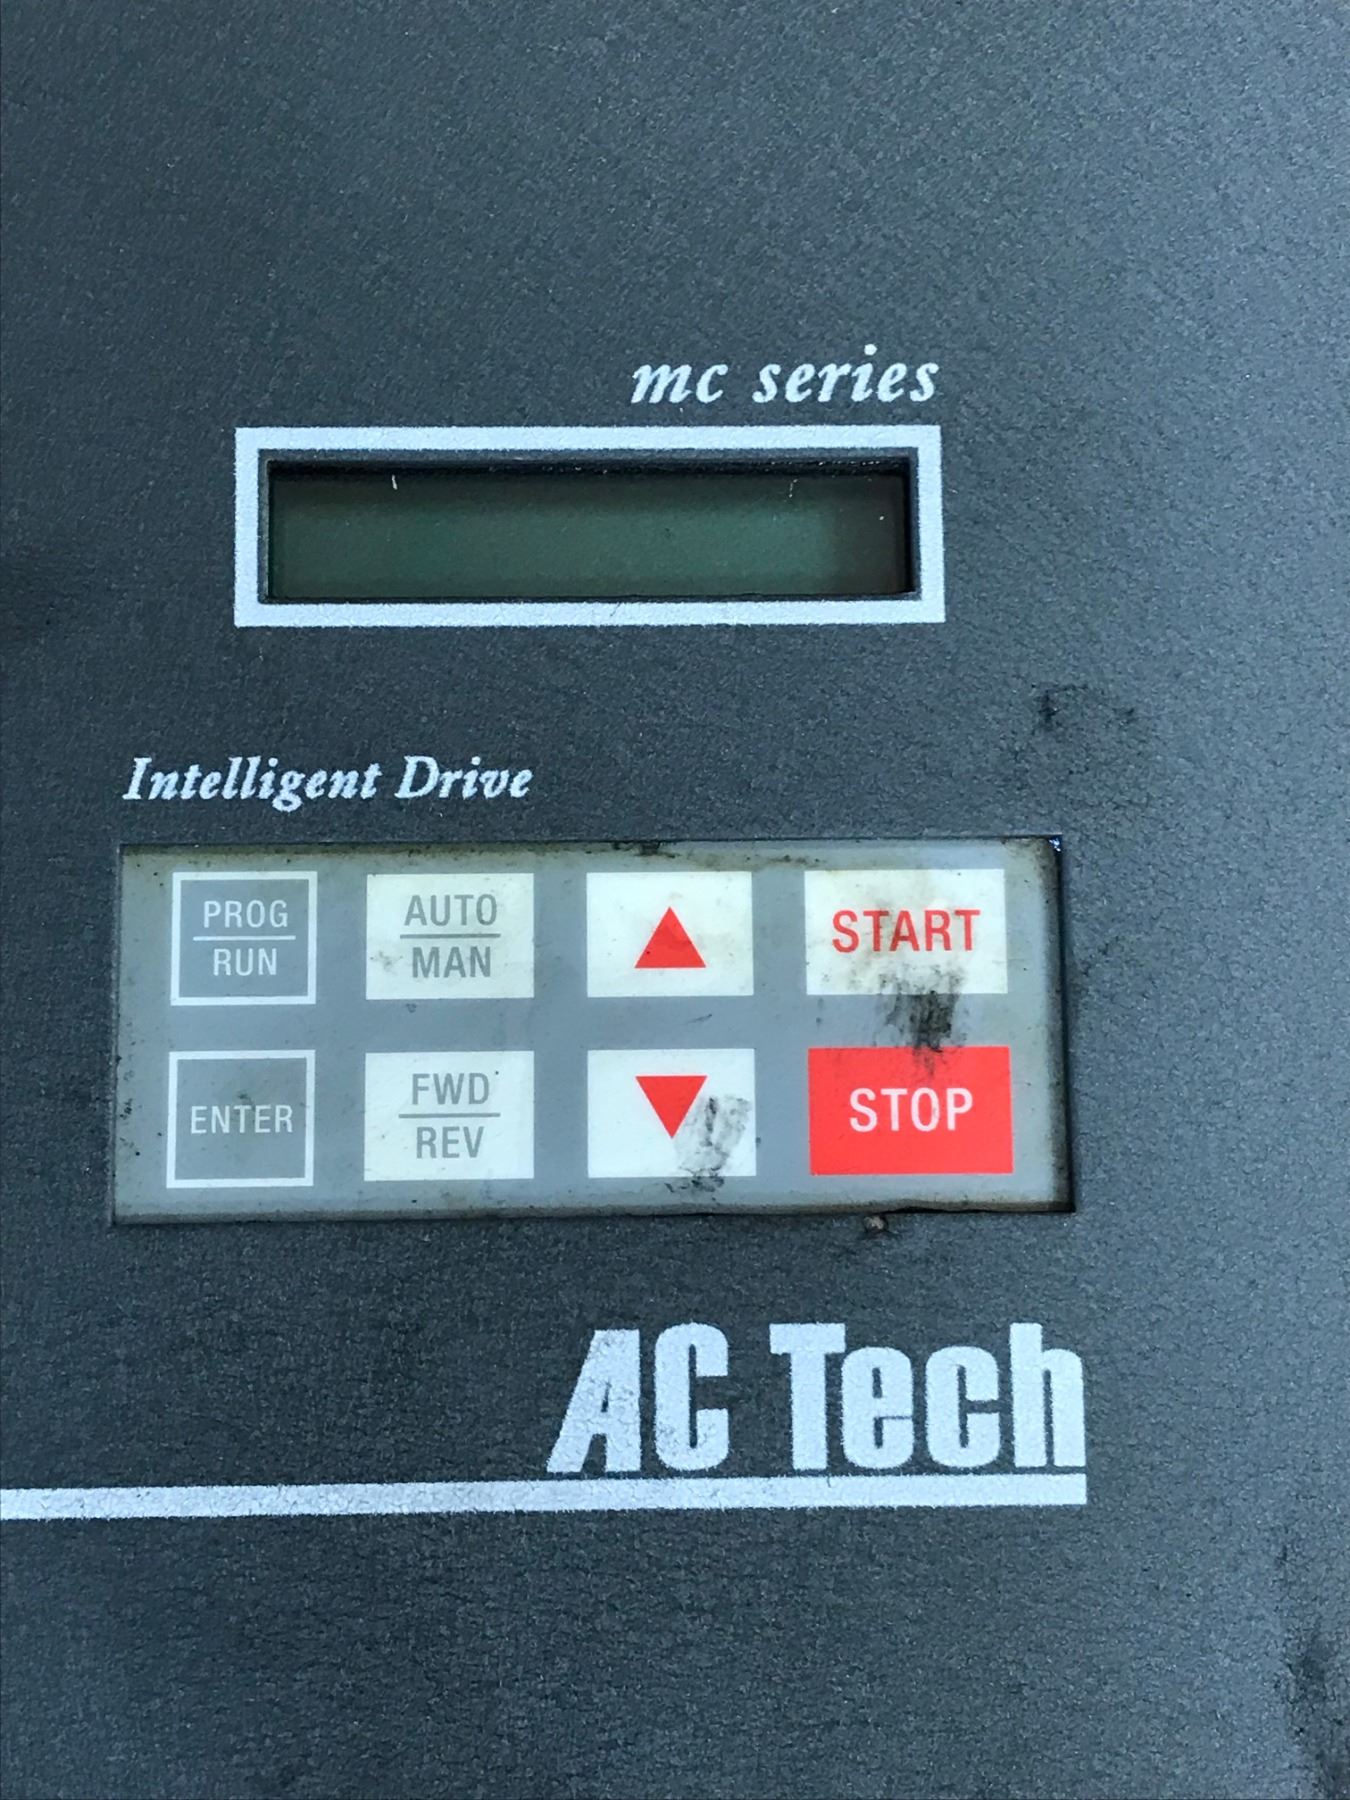 mc series
Intelligent Drive
PROG
RUN
AUTO
MAN
START
ENTER
FWD
REV
STOP
AC Tech